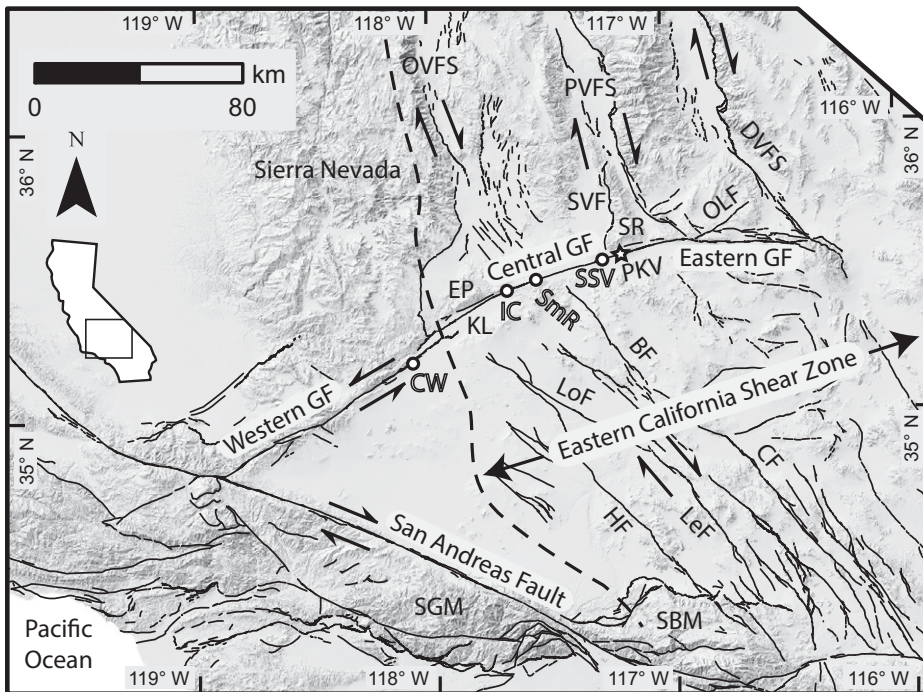 119° W
118° W
117° W
km
0
80
OVFS
PVFS
116° W
36° N
N
36° N
Sierra Nevada
DVFS
SVF
OLF
SR
Central GF
Eastern GF
SSV
PKV
EP
IC
SmR
KL
BF
CW
LoF
Eastern California Shear Zone
Western GF
35° N
35° N
CF
HF
LeF
San Andreas Fault
SGM
SBM
Pacific
Ocean
119° W
118° W
117° W
116° W